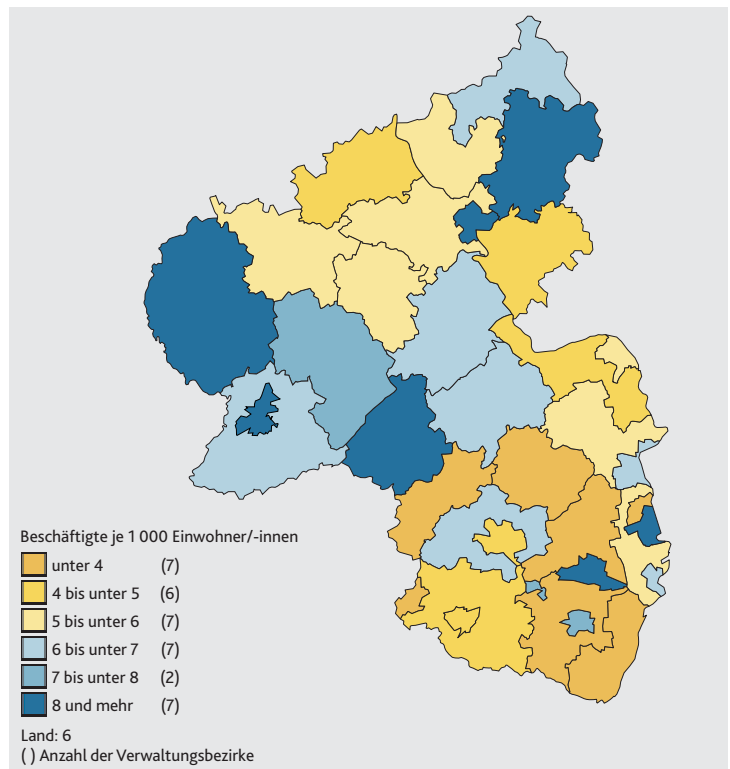 Beschäftigte je 1 000 Einwohner/-innen
unter 4 (7)
4 bis unter 5 (6)
5 bis unter 6 (7)
6 bis unter 7 (7)
7 bis unter 8 (2)
8 und mehr (7)
Land: 6
( ) Anzahl der Verwaltungsbezirke